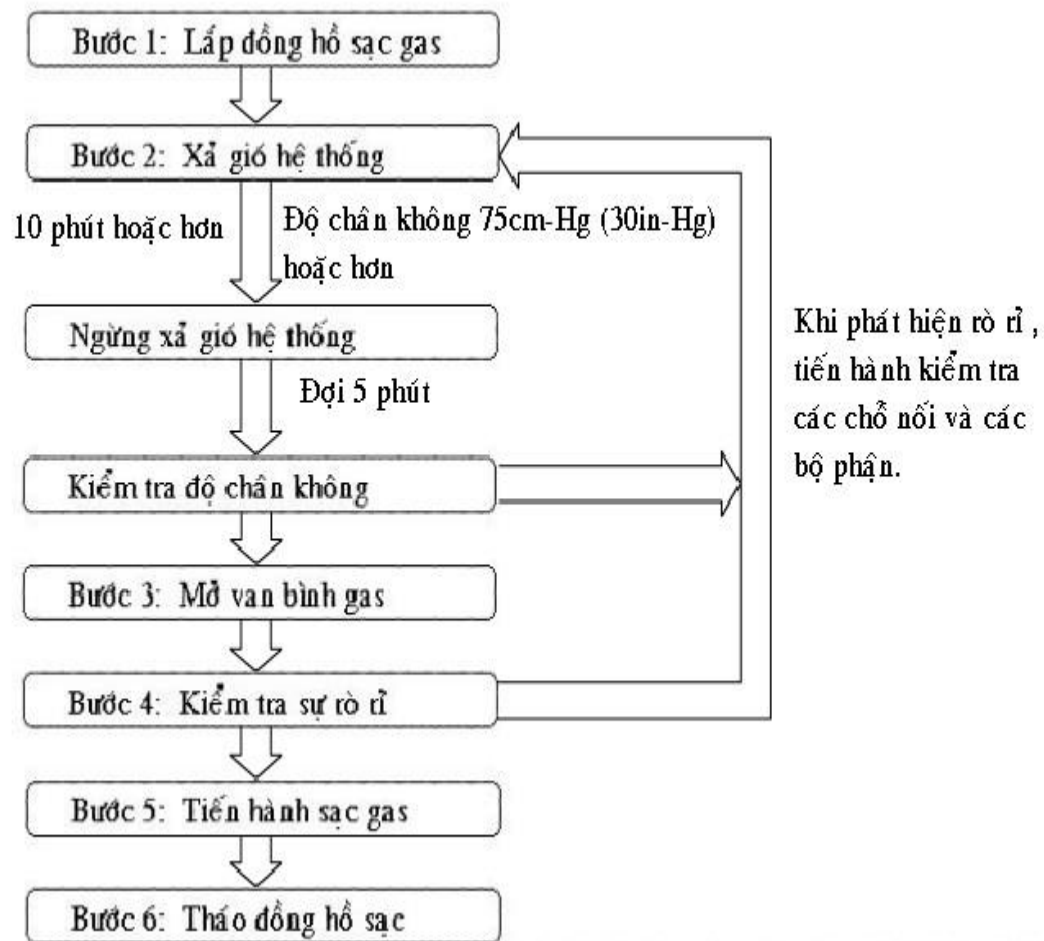 Bước 1: Lắp đồng hồ sạc gas
Bước 2: Xả gió hệ thống
10 phút hoặc hơn
Độ chân không 75cm-Hg (30in-Hg)
hoặc hơn
Ngừng xả gió hệ thống
Đợi 5 phút
Kiểm tra độ chân không
Khi phát hiện rò rỉ ,
tiến hành kiểm tra
các chỗ nối và các
bộ phận.
Bước 3: Mở van bình gas
Bước 4: Kiểm tra sự rò rỉ
Bước 5: Tiến hành sạc gas
Bước 6: Tháo đồng hồ sạc